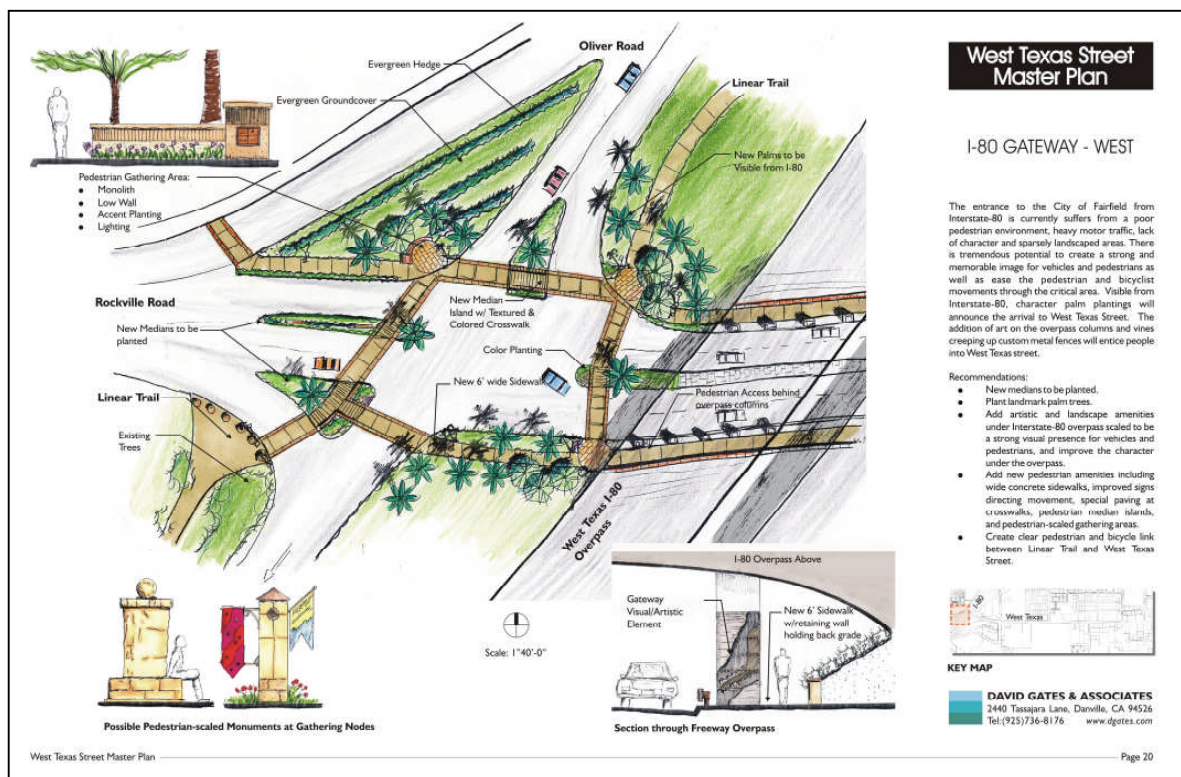 West Texas Street
Master Plan
I-80 GATEWAY - WEST
The entrance to the City of Fairfield from
Interstate-80 is currently suffers from a poor
pedestrian environment, heavy motor traffic, lack
of character and sparsely landscaped areas. There
is tremendous potential to create a strong and
memorable image for vehicles and pedestrians as
well as ease the pedestrian and bicyclist
movements through the critical area. Visible from
Interstate-80, character palm plantings will
announce the arrival to West Texas Street. The
addition of art on the overpass columns and vines
creeping up custom metal fences will entice people
into West Texas street.
Recommendations:
● New medians to be planted.
● Plant landmark palm trees.
● Add artistic and landscape amenities
under Interstate-80 overpass scaled to be
a strong visual presence for vehicles and
pedestrians, and improve the character
under the overpass.
● Add new pedestrian amenities including
wide concrete sidewalks, improved signs
directing movement, special paving at
crosswalks, pedestrian median islands,
and pedestrian-scaled gathering areas.
● Create clear pedestrian and bicycle link
between Linear Trail and West Texas
Street.
I-80
West Texas
KEY MAP
DAVID GATES & ASSOCIATES
2440 Tassajara Lane, Danville, CA 94526
Tel:(925)736-8176 www.dgates.com
Oliver Road
Evergreen Hedge
Evergreen Groundcover
Linear Trail
New Palms to be
Visible from I-80
Pedestrian Gathering Area:
● Monolith
● Low Wall
● Accent Planting
● Lighting
Rockville Road
New Median
Island w/ Textured &
Colored Crosswalk
New Medians to be
planted
Color Planting
New 6' wide Sidewalk
Pedestrian Access behind
overpass columns
Linear Trail
Existing
Trees
West Texas I-80
Overpass
I-80 Overpass Above
Gateway
Visual/Artistic
Element
New 6' Sidewalk
w/retaining wall
holding back grade
Scale: 1"40'-0"
Possible Pedestrian-scaled Monuments at Gathering Nodes
Section through Freeway Overpass
West Texas Street Master Plan
Page 20